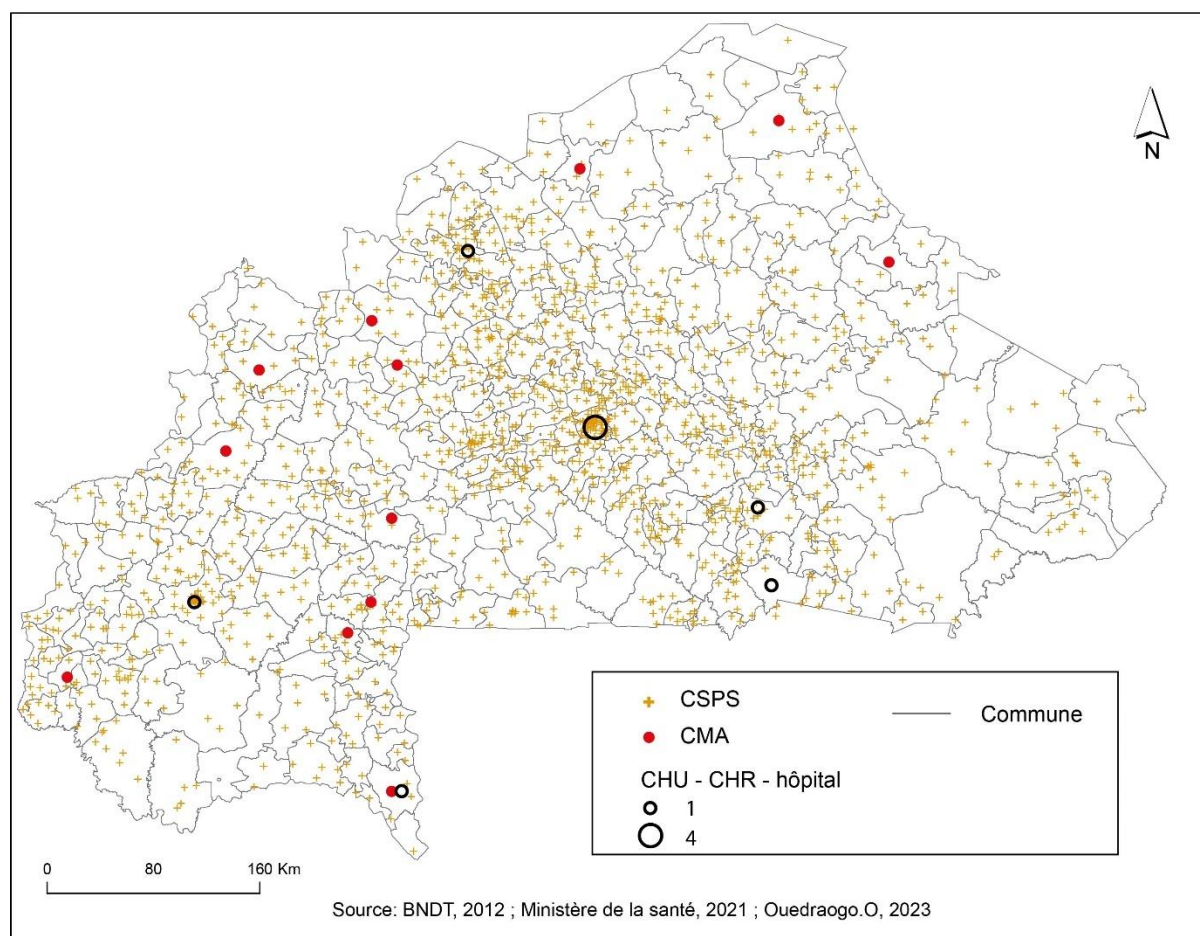 N
CSPS
CMA
Commune
CHU - CHR - hôpital
1
4
0 80 160 Km
Source: BNDT, 2012 ; Ministère de la santé, 2021 ; Ouedraogo.O, 2023